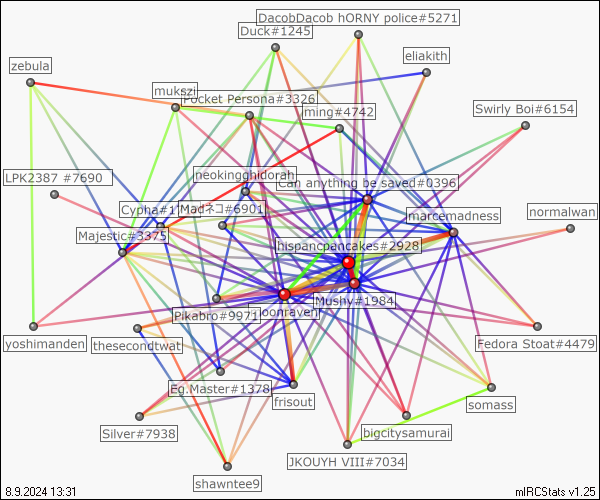 DacobDacob hORNY police#5271
Duck#1245
eliakith
zebula
mukszi
Pocket Persona#3326
ming#4742
Swirly Boi#6154
neokingghidorah
LPK2387 #7690
Can anything be saved#0396
Cypha#1
Madネコ#6901
marcemadness
normalwan
Majestic#3375
hispancpencakes#2928
Mushy#1984
Pikabro#9971
yoshimanden
thesecondtwat
Fedora Stoat#4479
Eg.Master#1378
frisout
somass
Silver#7938
bigcitysamurai
JKOUYH VIII#7034
shawntee9
8.9.2024 13:31
mIRCStats v1.25